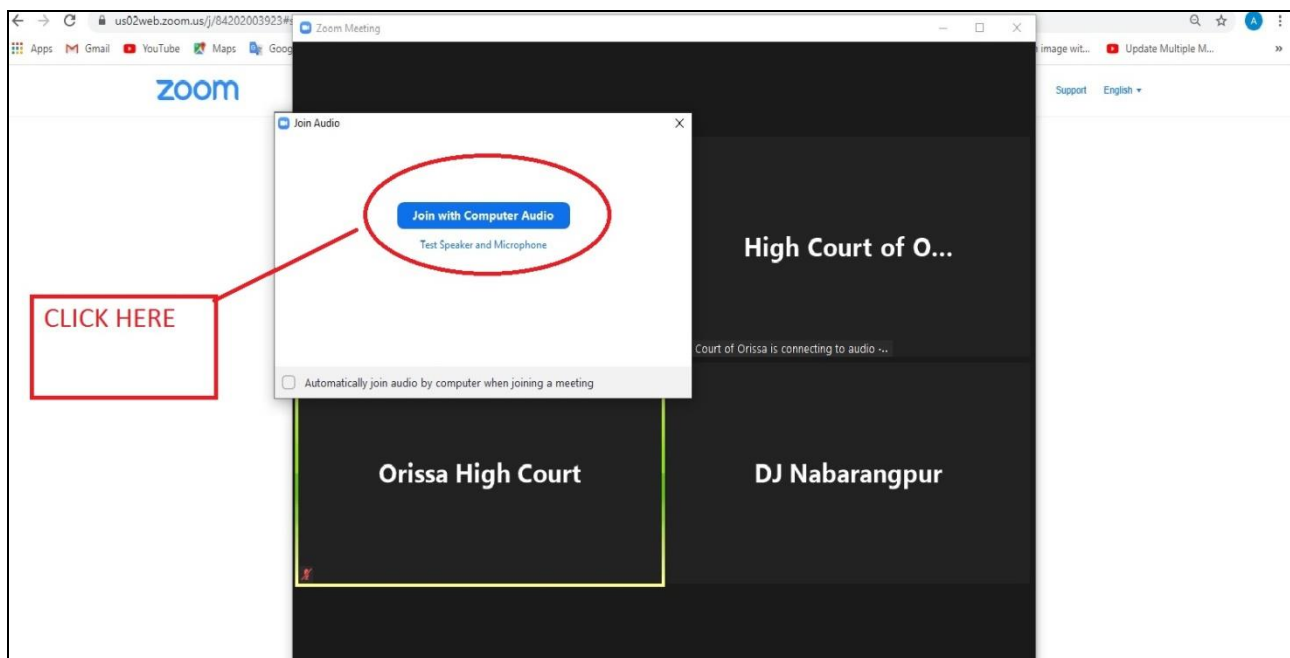 us02web.zoom.us/j/84202003923#s
Zoom Meeting
Apps Gmail YouTube Maps Goog
image wit... Update Multiple M... »
zoom
Support English
Join Audio
Join with Computer Audio
Test Speaker and Microphone
High Court of O...
CLICK HERE
Court of Orissa is connecting to audio -..
Automatically join audio by computer when joining a meeting
Orissa High Court
DJ Nabarangpur
A